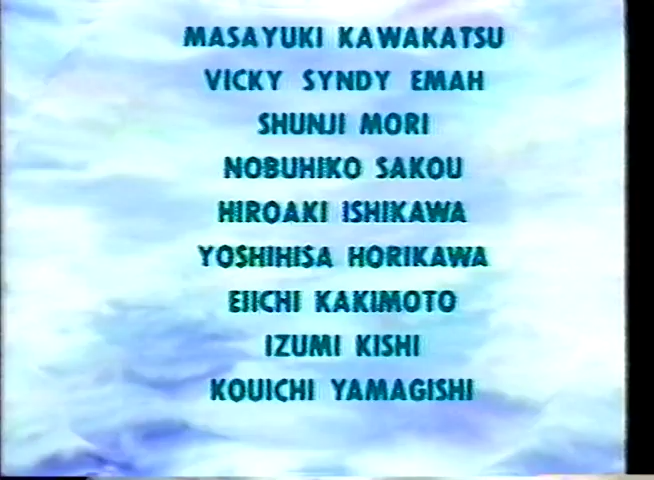 MASAYUKI KAWAKATSU
VICKY SYNDY EMAH
SHUNJI MORI
NOBUHIKO SAKOU
HIROAKI ISHIKAWA
YOSHIHISA HORIKAWA
EIICHI KAKIMOTO
IZUMI KISHI
KOUICHI YAMAGISHI